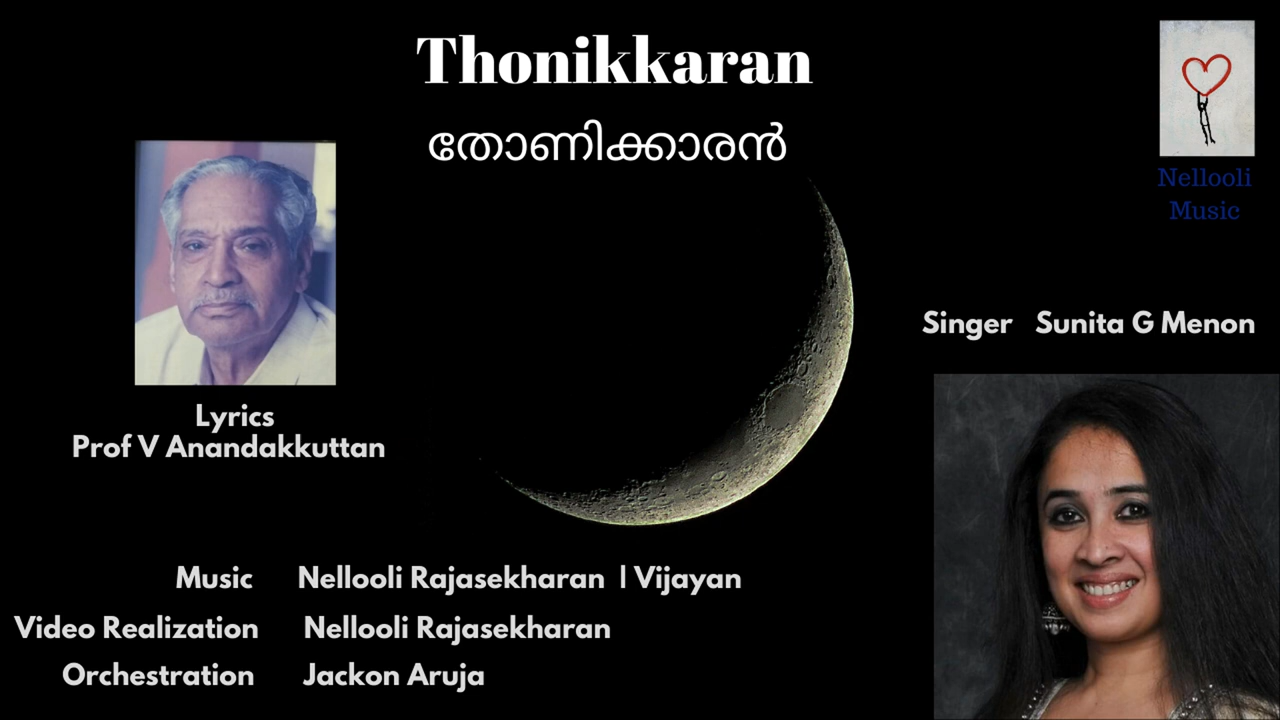 Thonikkaran
തോണിക്കാരൻ
Nellooli
Music
Singer Sunita G Menon
Lyrics
Prof V Anandakkuttan
Music Nellooli Rajasekharan | Vijayan
Video Realization Nellooli Rajasekharan
Orchestration Jackon Aruja